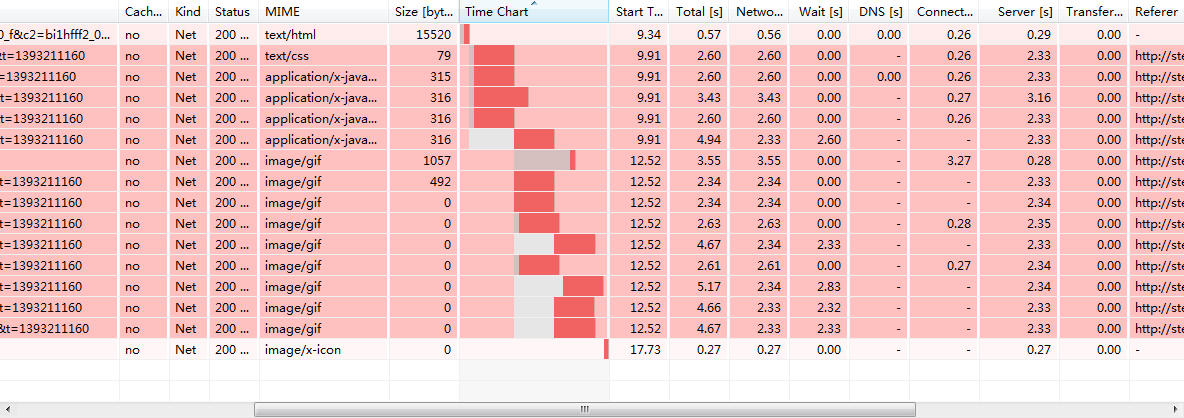 Cach... Kind Status MIME Size [byt... Time Chart Start T... Total [s] Netwo... Wait [s] DNS [s] Connect... Server [s] Transfer... Referer
0_f&c2=bi1hfff2_0... no Net 200 ... text/html 15520 9.34 0.57 0.56 0.00 0.00 0.26 0.29 0.00 -
&t=1393211160 no Net 200 ... text/css 79 9.91 2.60 2.60 0.00 - 0.26 2.33 0.00 http://ste
t=1393211160 no Net 200 ... application/x-java... 315 9.91 2.60 2.60 0.00 0.00 0.26 2.33 0.00 http://ste
t=1393211160 no Net 200 ... application/x-java... 316 9.91 3.43 3.43 0.00 - 0.27 3.16 0.00 http://ste
t=1393211160 no Net 200 ... application/x-java... 316 9.91 2.60 2.60 0.00 - 0.26 2.33 0.00 http://ste
t=1393211160 no Net 200 ... application/x-java... 316 9.91 4.94 2.33 2.60 - - 2.33 0.00 http://ste
no Net 200 ... image/gif 1057 12.52 3.55 3.55 0.00 - 3.27 0.28 0.00 http://ste
t=1393211160 no Net 200 ... image/gif 492 12.52 2.34 2.34 0.00 - - 2.33 0.00 http://ste
t=1393211160 no Net 200 ... image/gif 0 12.52 2.34 2.34 0.00 - - 2.34 0.00 http://ste
t=1393211160 no Net 200 ... image/gif 0 12.52 2.63 2.63 0.00 - 0.28 2.35 0.00 http://ste
t=1393211160 no Net 200 ... image/gif 0 12.52 4.67 2.34 2.33 - - 2.33 0.00 http://ste
t=1393211160 no Net 200 ... image/gif 0 12.52 2.61 2.61 0.00 - 0.27 2.34 0.00 http://ste
t=1393211160 no Net 200 ... image/gif 0 12.52 5.17 2.34 2.83 - - 2.34 0.00 http://ste
t=1393211160 no Net 200 ... image/gif 0 12.52 4.66 2.33 2.32 - - 2.33 0.00 http://ste
&t=1393211160 no Net 200 ... image/gif 0 12.52 4.67 2.33 2.33 - - 2.33 0.00 http://ste
no Net 200 ... image/x-icon 0 17.73 0.27 0.27 0.00 - - 0.27 0.00 -